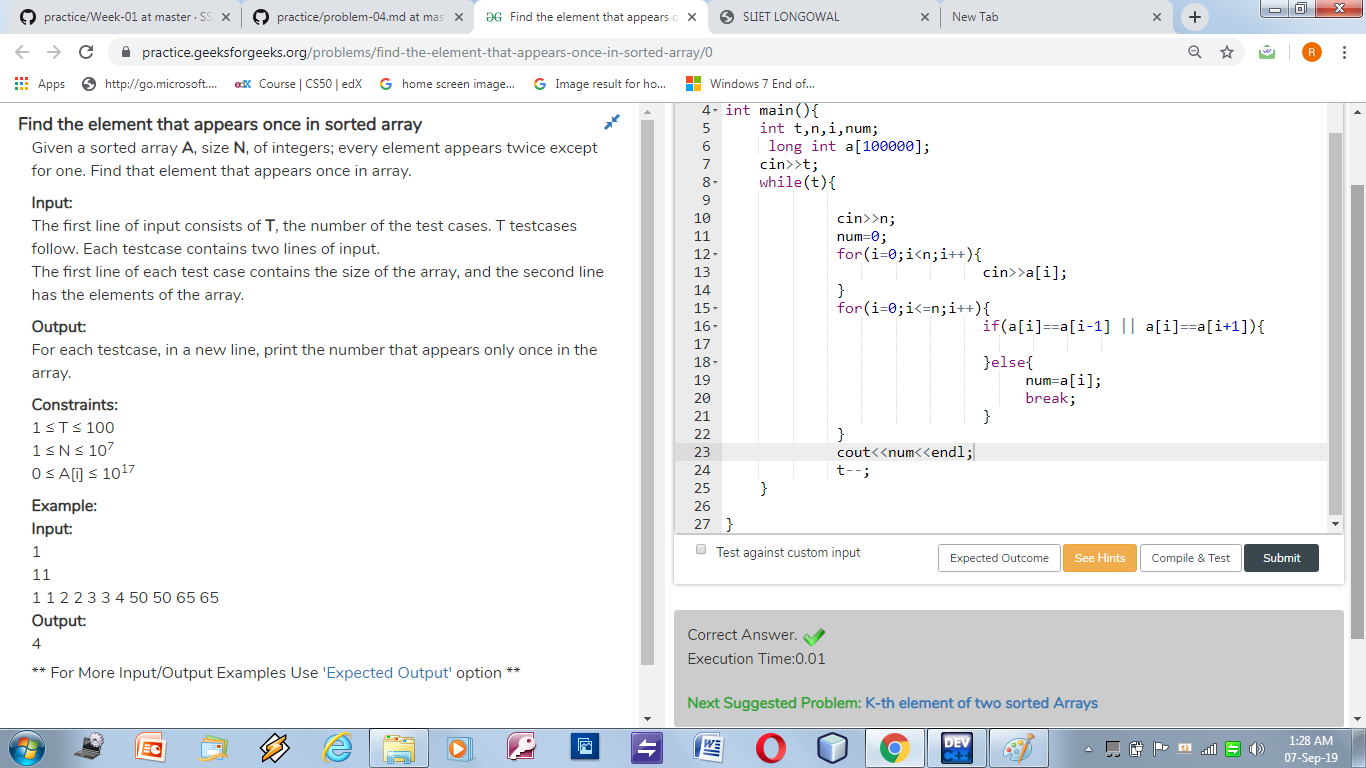 practice/Week-01 at master · SS
practice/problem-04.md at mas
Find the element that appears o
SLIET LONGOWAL
New Tab
practice.geeksforgeeks.org/problems/find-the-element-that-appears-once-in-sorted-array/0
R
Apps
http://go.microsoft....
edX Course | CS50 | edX
G home screen image...
G Image result for ho...
Windows 7 End of...
Find the element that appears once in sorted array
Given a sorted array A, size N, of integers; every element appears twice except
for one. Find that element that appears once in array.
Input:
The first line of input consists of T, the number of the test cases. T testcases
follow. Each testcase contains two lines of input.
The first line of each test case contains the size of the array, and the second line
has the elements of the array.
Output:
For each testcase, in a new line, print the number that appears only once in the
array.
Constraints:
1 ≤ T ≤ 100
1 ≤ N ≤ 10^7
0 ≤ A[i] ≤ 10^17
Example:
Input:
1
11
1 1 2 2 3 3 4 50 50 65 65
Output:
4
** For More Input/Output Examples Use 'Expected Output' option **
4 int main(){
5 int t,n,i,num;
6 long int a[100000];
7 cin>>t;
8 while(t){
9
10 cin>>n;
11 num=0;
12 for(i=0;i<n;i++){
13 cin>>a[i];
14 }
15 for(i=0;i<=n;i++){
16 if(a[i]==a[i-1] || a[i]==a[i+1]){
17
18 }else{
19 num=a[i];
20 break;
21 }
22 }
23 cout<<num<<endl;
24 t--;
25 }
26
27 }
Test against custom input
Expected Outcome
See Hints
Compile & Test
Submit
Correct Answer.
Execution Time:0.01
Next Suggested Problem: K-th element of two sorted Arrays
DEV
C++
1:28 AM
07-Sep-19